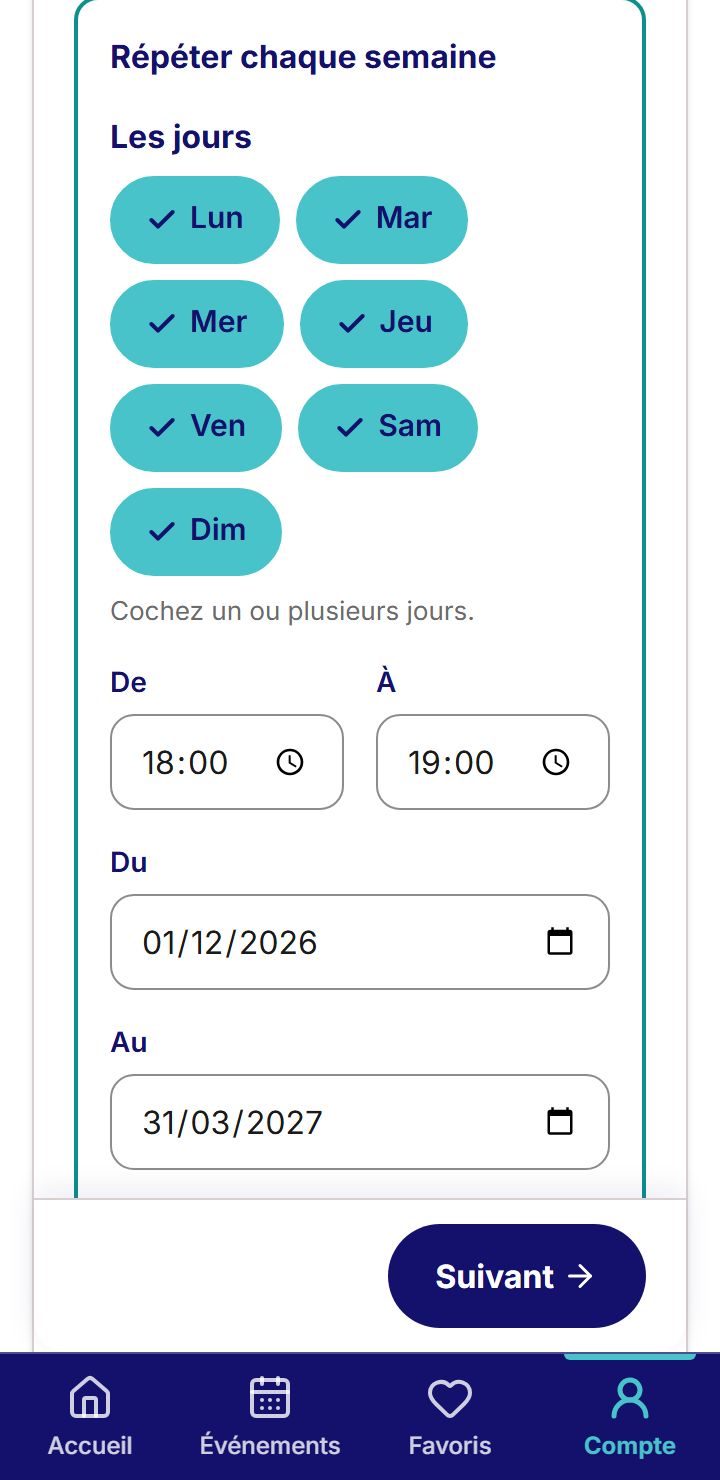 Répéter chaque semaine
Les jours
Lun Mar
Mer Jeu
Ven Sam
Dim
Cochez un ou plusieurs jours.
De À
18:00 19:00
Du
01/12/2026
Au
31/03/2027
Suivant
Accueil Événements Favoris Compte